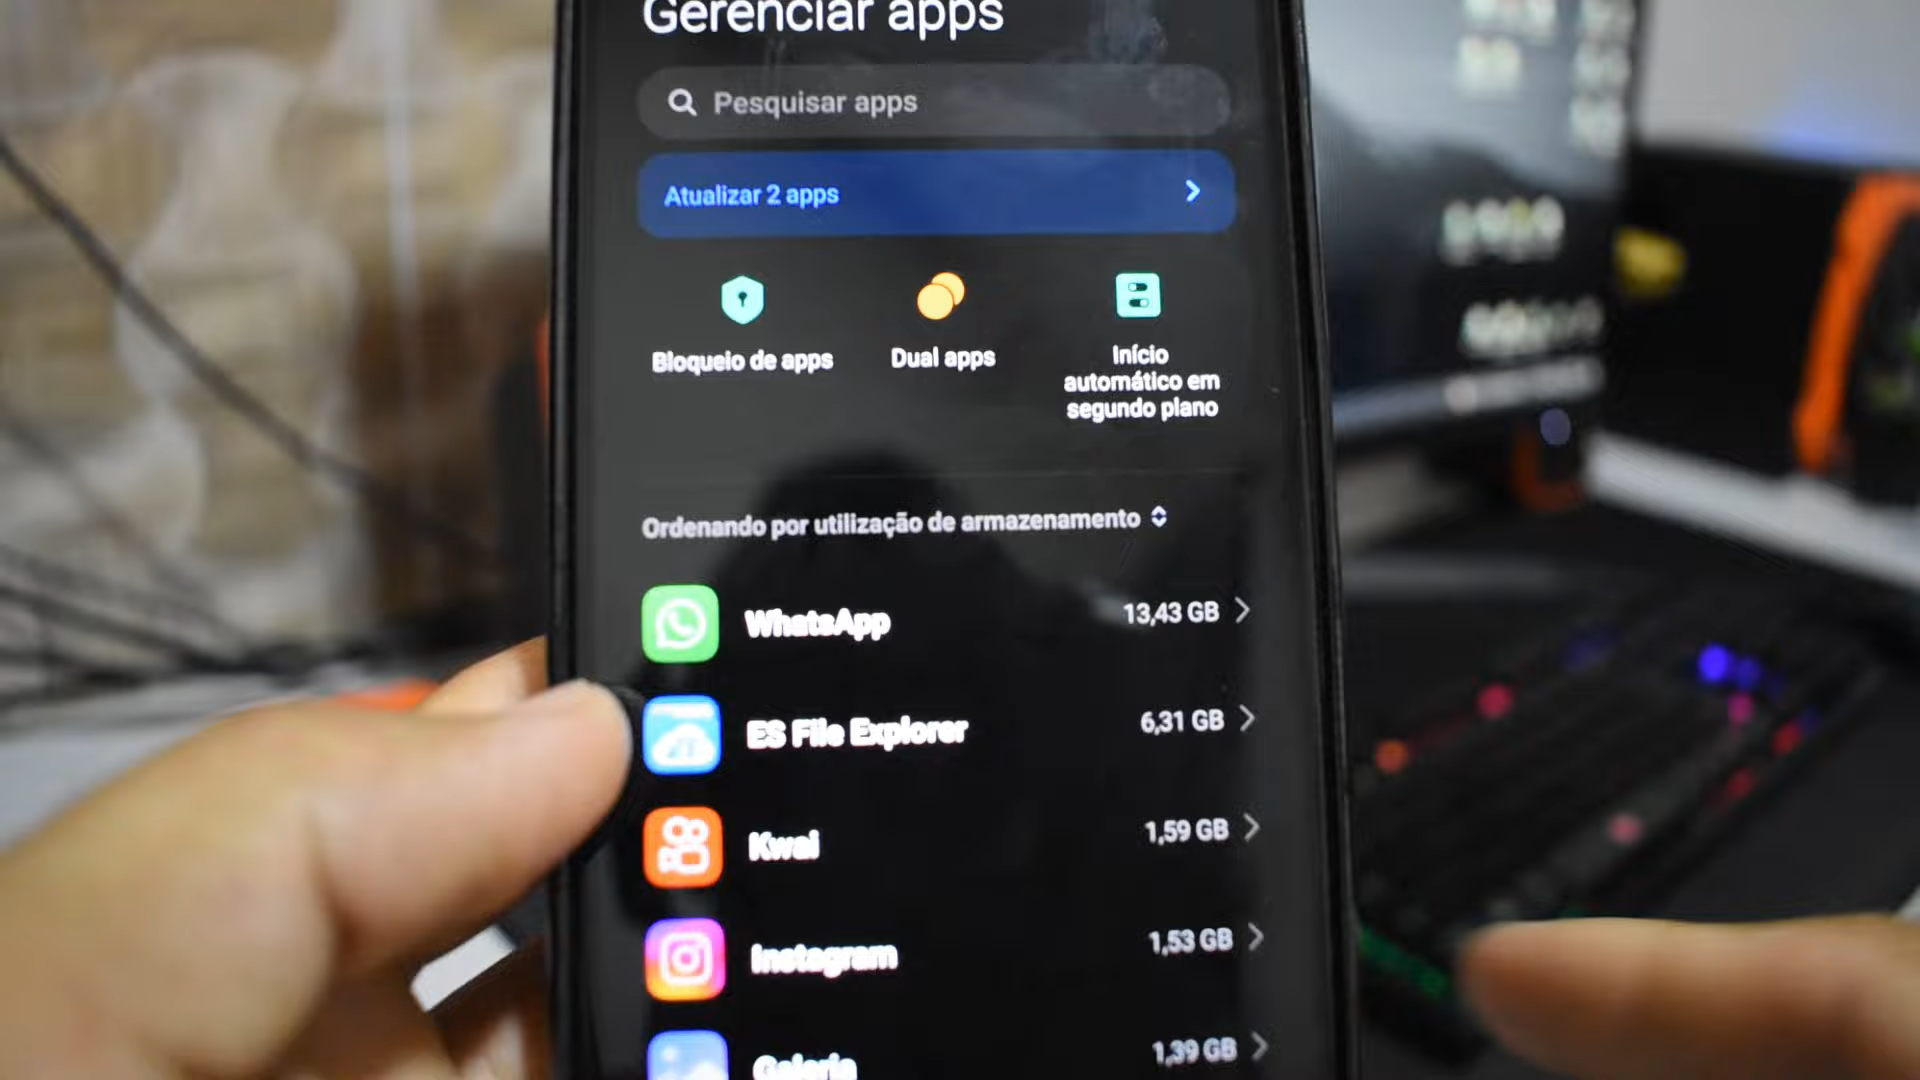 Gerenciar apps
Pesquisar apps
Atualizar 2 apps
Bloqueio de apps
Dual apps
Início
automático em
segundo plano
Ordenando por utilização de armazenamento
WhatsApp
13,43 GB
ES File Explorer
6,31 GB
Kwai
1,59 GB
Instagram
1,53 GB
Galeria
1,39 GB